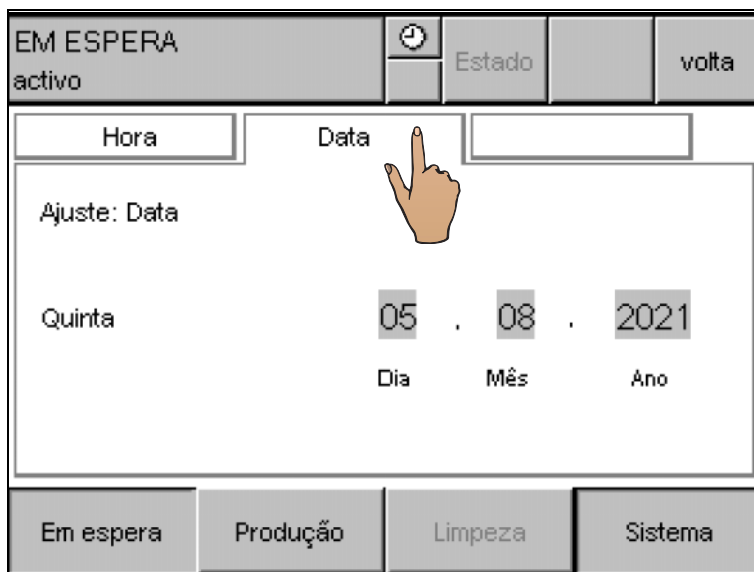 EM ESPERA
activo
Estado
volta
Hora
Data
Ajuste: Data
Quinta
05 . 08 . 2021
Dia Mês Ano
Em espera Produção Limpeza Sistema